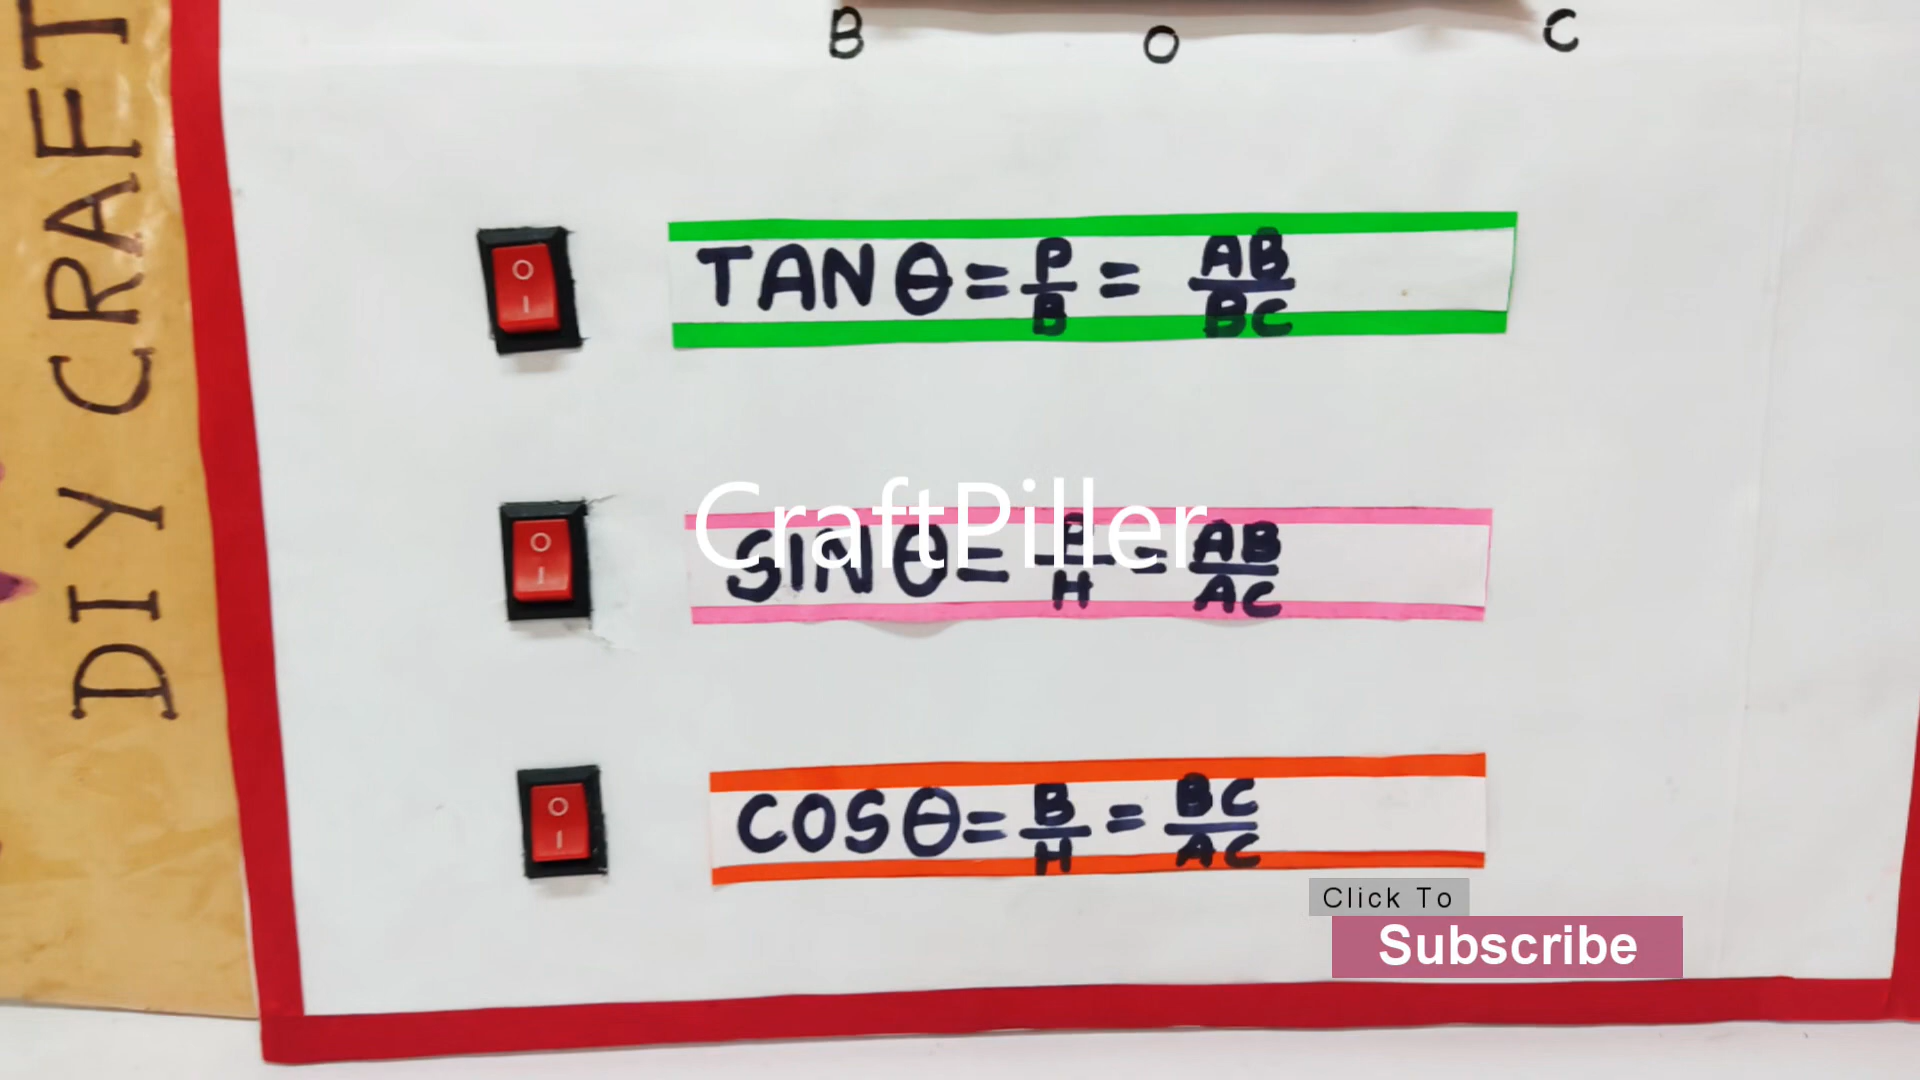 B O C
TAN θ = P/B = AB/BC
CraftPiller
SIN θ = P/H = AB/AC
COS θ = B/H = BC/AC
Click To
Subscribe
DIY CRAFT